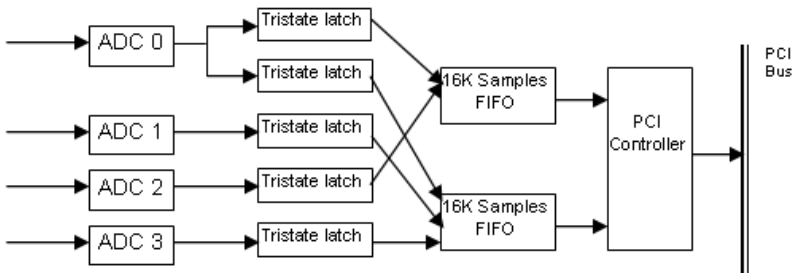 Tristate latch
ADC 0
PCI
Bus
Tristate latch
16K Samples
FIFO
PCI
Controller
ADC 1
Tristate latch
ADC 2
Tristate latch
16K Samples
FIFO
ADC 3
Tristate latch